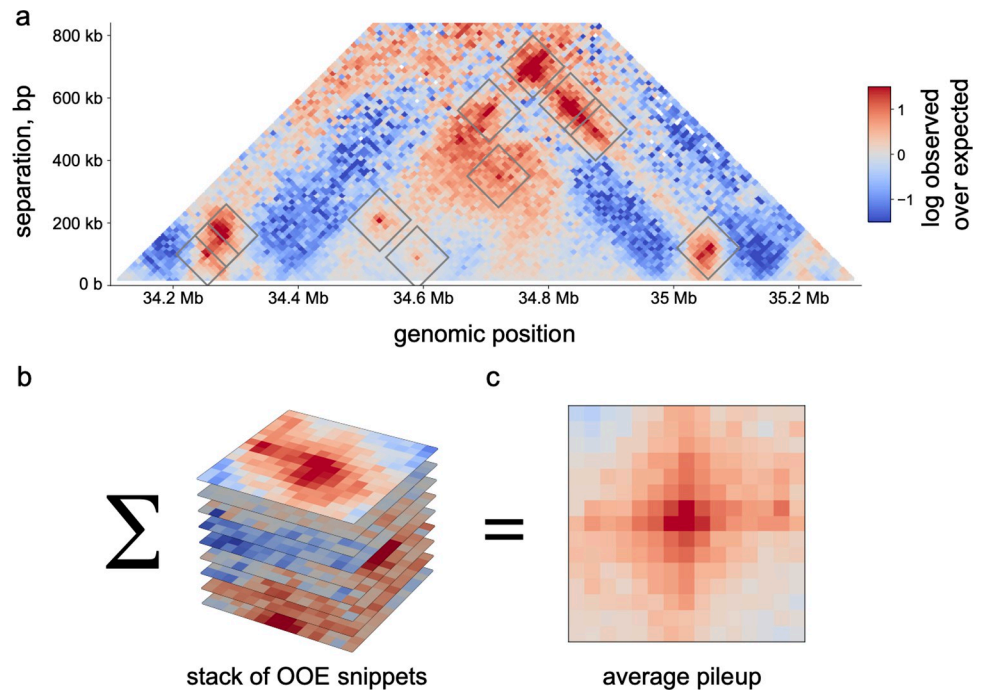 a
800 kb
600 kb
400 kb
200 kb
0 b
separation, bp
34.2 Mb 34.4 Mb 34.6 Mb 34.8 Mb 35 Mb 35.2 Mb
genomic position
1
0
−1
log observed
over expected
b
c
Σ
=
stack of OOE snippets
average pileup